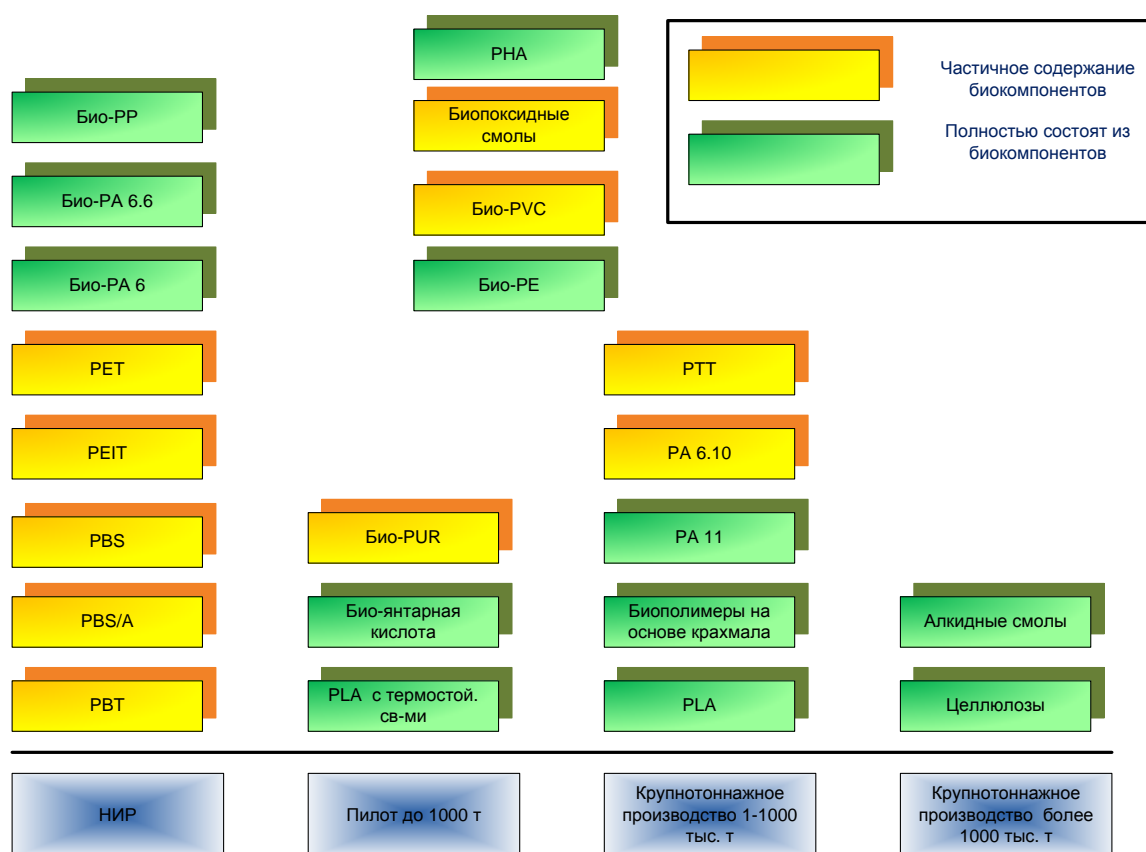 PHA
Частичное содержание
биокомпонентов
Био-PP
Биопоксидные
смолы
Полностью состоят из
биокомпонентов
Био-PA 6.6
Био-PVC
Био-PA 6
Био-PE
PET
PTT
PEIT
PA 6.10
PBS
Био-PUR
PA 11
PBS/A
Био-янтарная
кислота
Биополимеры на
основе крахмала
Алкидные смолы
PBT
PLA с термостой.
св-ми
PLA
Целлюлозы
НИР
Пилот до 1000 т
Крупнотоннажное
производство 1-1000
тыс. т
Крупнотоннажное
производство более
1000 тыс. т